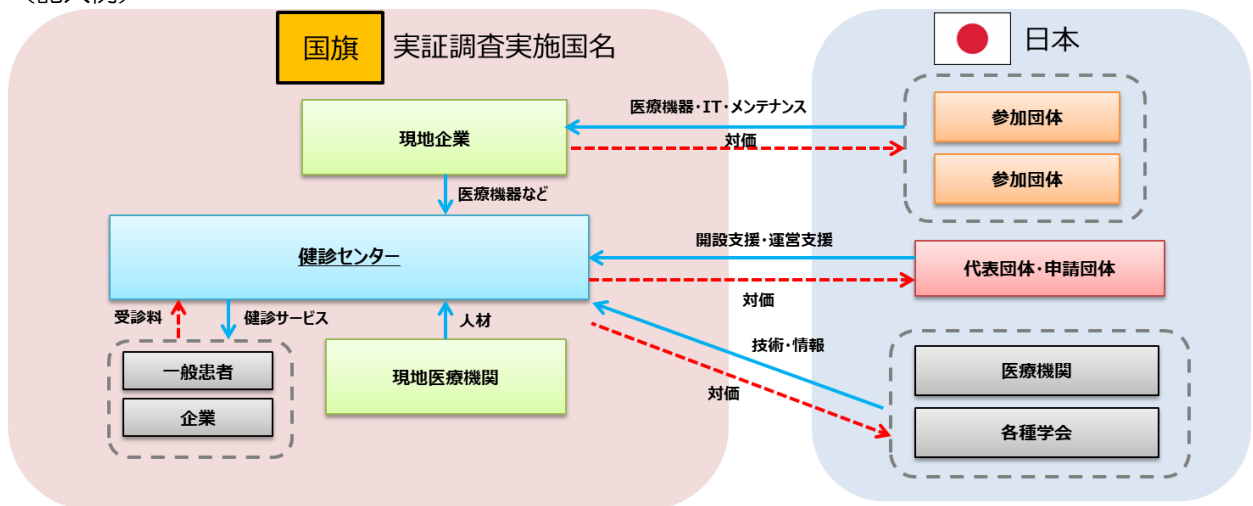 （記入例）
国旗 実証調査実施国名
日本
医療機器・IT・メンテナンス
対価
参加団体
参加団体
現地企業
医療機器など
健診センター
開設支援・運営支援
対価
代表団体・申請団体
受診料
健診サービス
人材
技術・情報
対価
一般患者
企業
現地医療機関
医療機関
各種学会